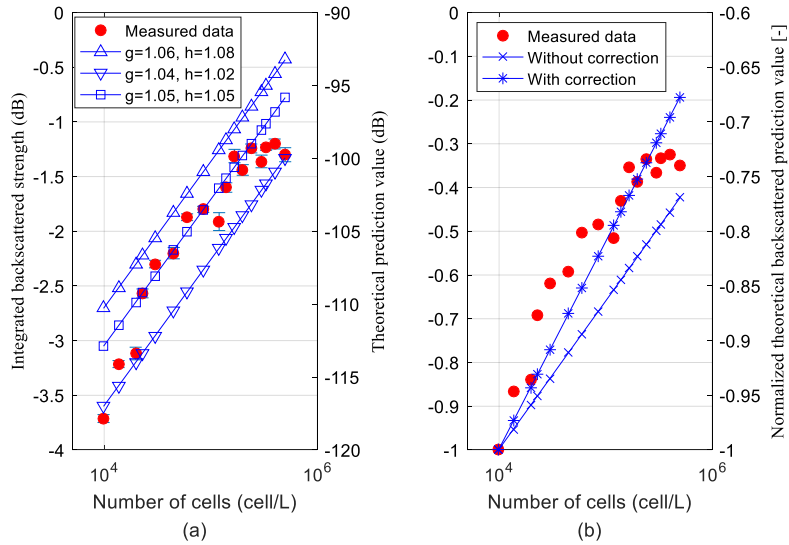 0
-0.5
-1
-1.5
-2
-2.5
-3
-3.5
-4
Integrated backscattered strength (dB)
Measured data
g=1.06, h=1.08
g=1.04, h=1.02
g=1.05, h=1.05
-90
-95
-100
-105
-110
-115
-120
Theoretical prediction value (dB)
10^4
10^6
Number of cells (cell/L)
(a)
0
-0.1
-0.2
-0.3
-0.4
-0.5
-0.6
-0.7
-0.8
-0.9
-1
Measured data
Without correction
With correction
-0.6
-0.65
-0.7
-0.75
-0.8
-0.85
-0.9
-0.95
-1
Normalized theoretical backscattered prediction value [-]
10^4
10^6
Number of cells (cell/L)
(b)